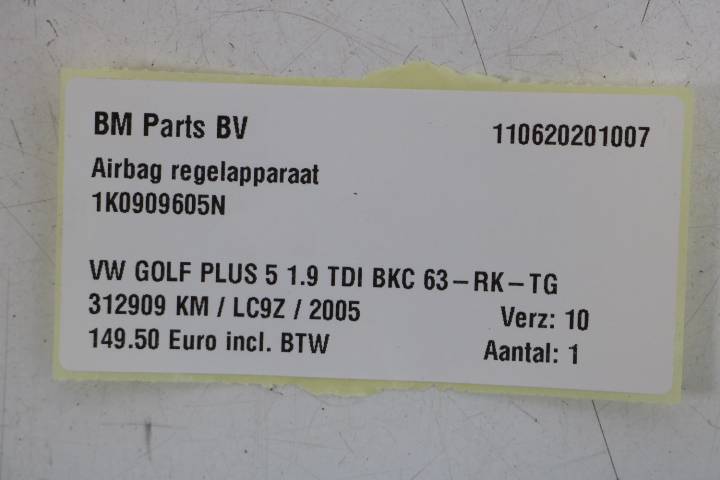 BM Parts BV 110620201007
Airbag regelapparaat
1K0909605N
VW GOLF PLUS 5 1.9 TDI BKC 63-RK-TG
312909 KM / LC9Z / 2005 Verz: 10
149.50 Euro incl. BTW Aantal: 1